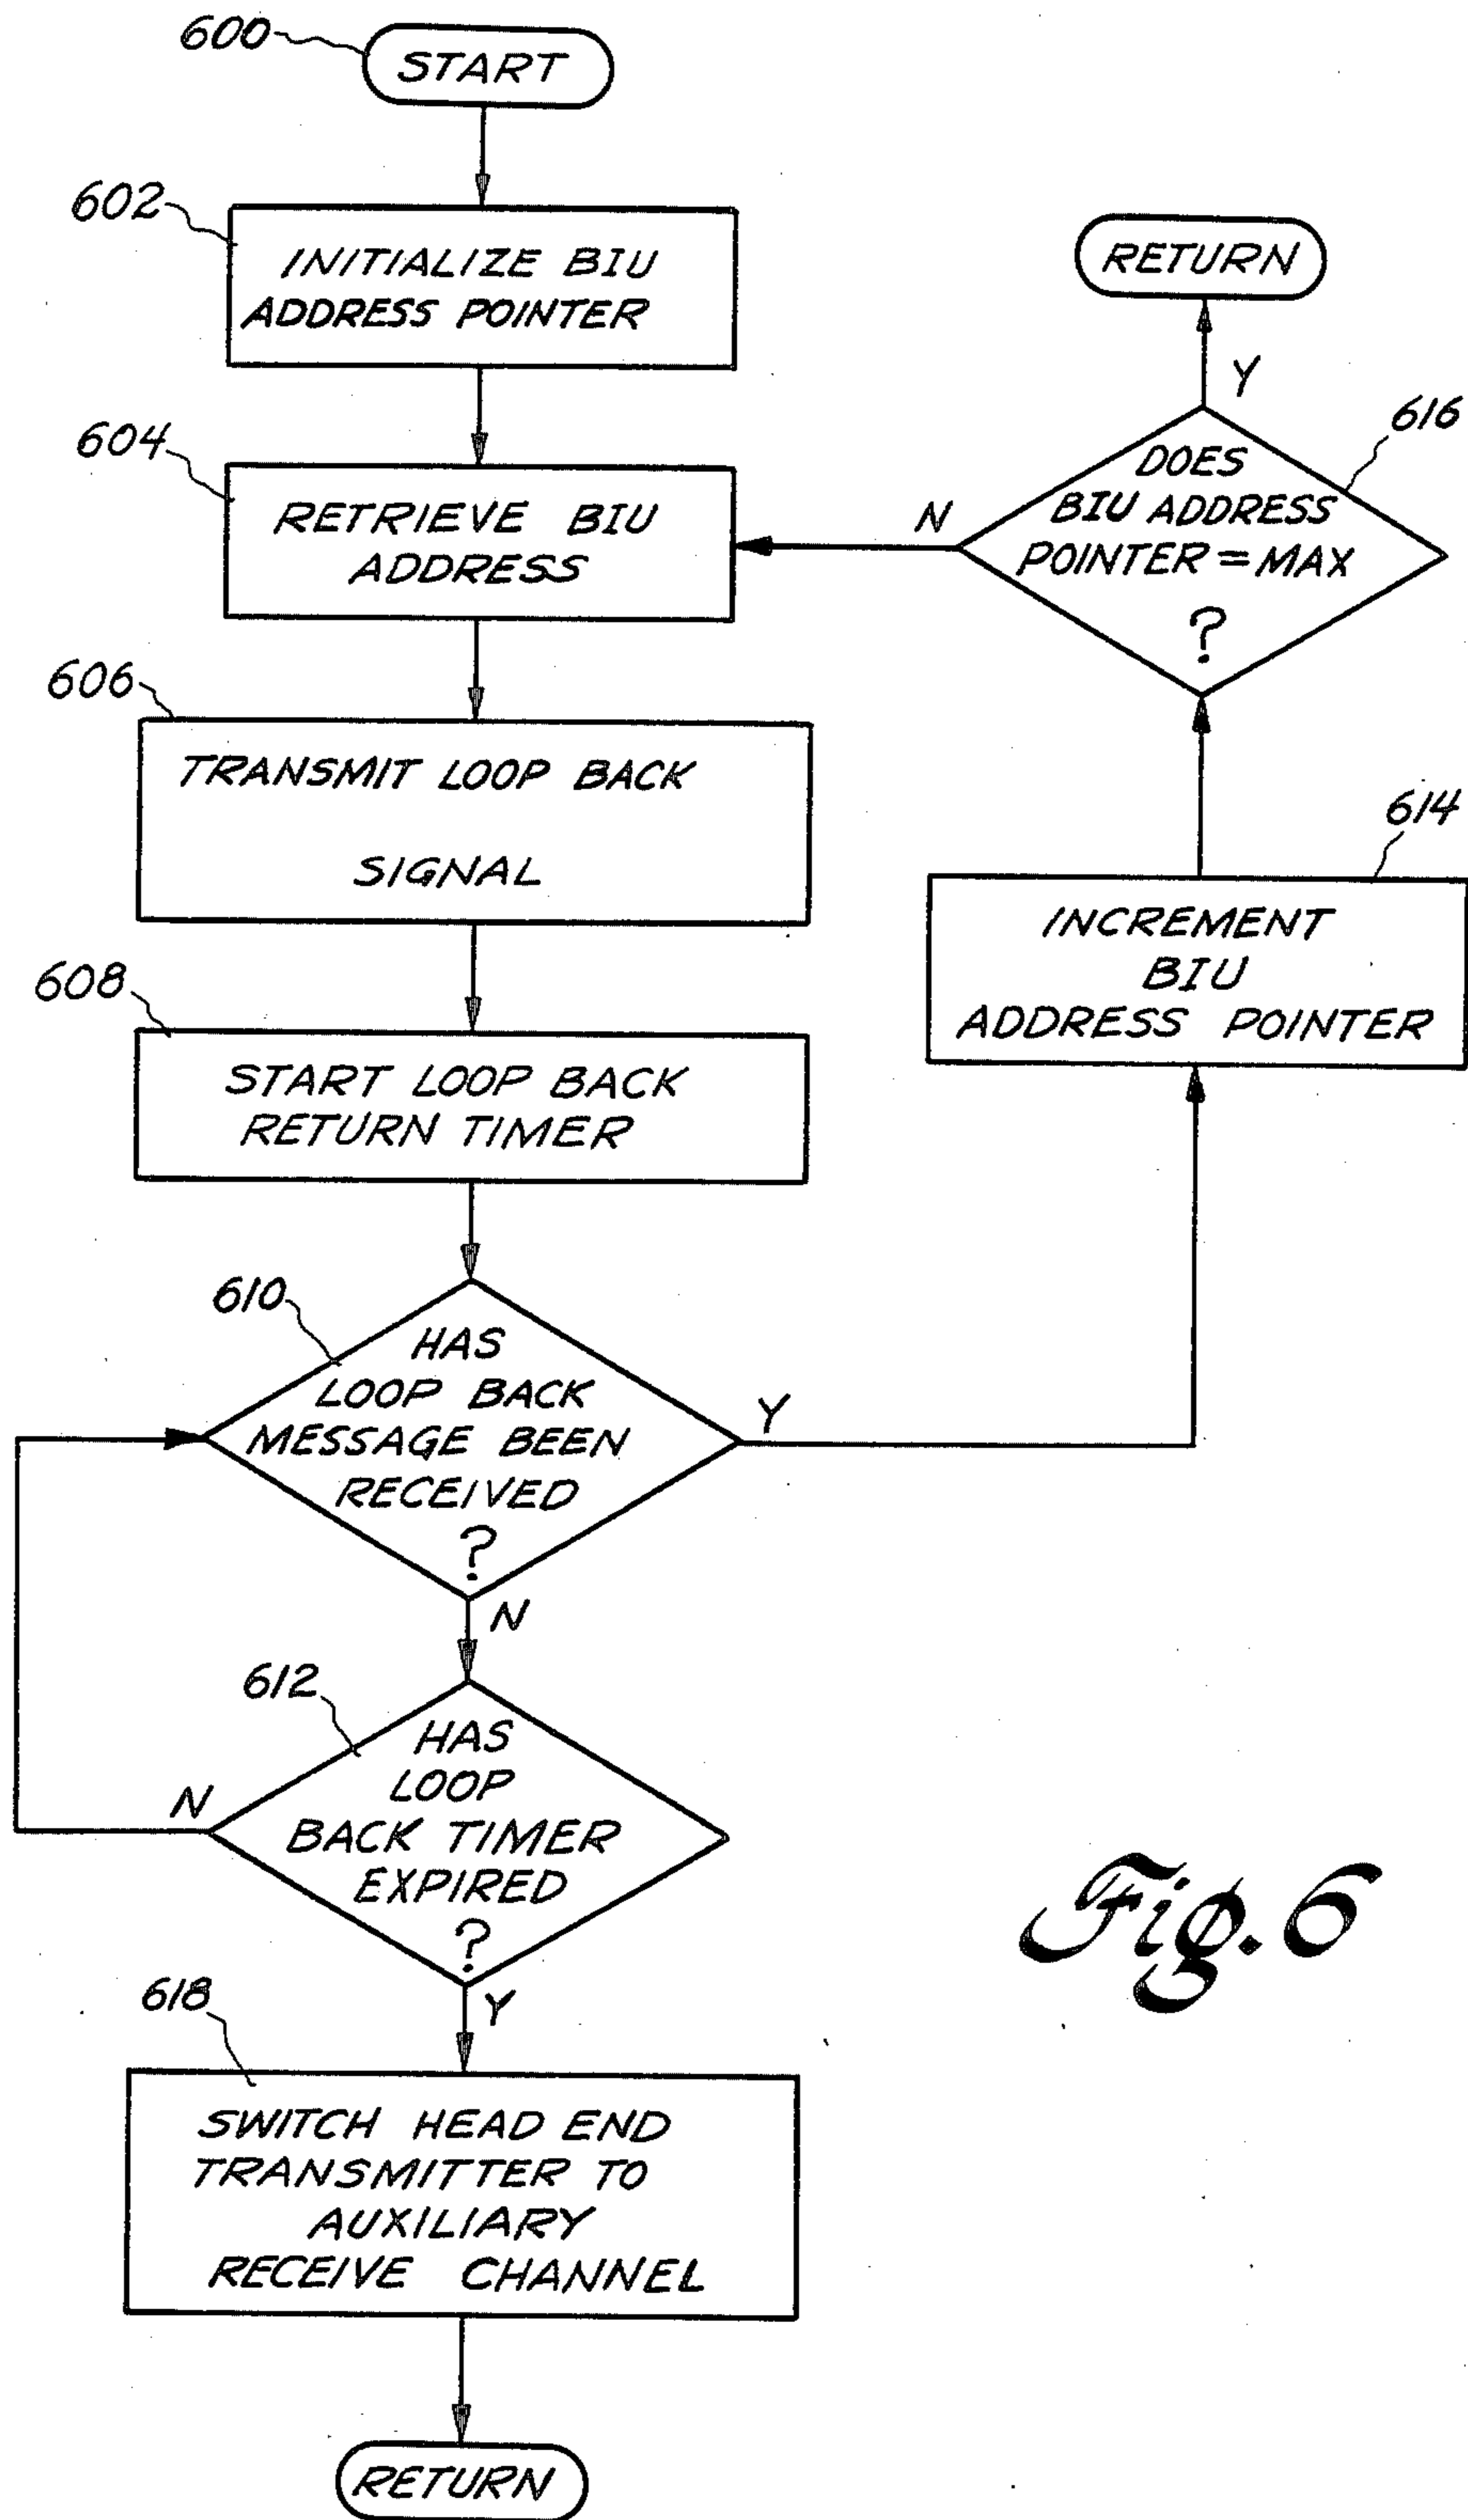 600
START
602
INITIALIZE BIU
ADDRESS POINTER
604
RETRIEVE BIU
ADDRESS
606
TRANSMIT LOOP BACK
SIGNAL
608
START LOOP BACK
RETURN TIMER
610
HAS
LOOP BACK
MESSAGE BEEN
RECEIVED
?
Y
N
612
HAS
LOOP
BACK TIMER
EXPIRED
?
N
Y
618
SWITCH HEAD END
TRANSMITTER TO
AUXILIARY
RECEIVE CHANNEL
RETURN
RETURN
Y
616
DOES
BIU ADDRESS
POINTER = MAX
?
N
614
INCREMENT
BIU
ADDRESS POINTER
Fig. 6